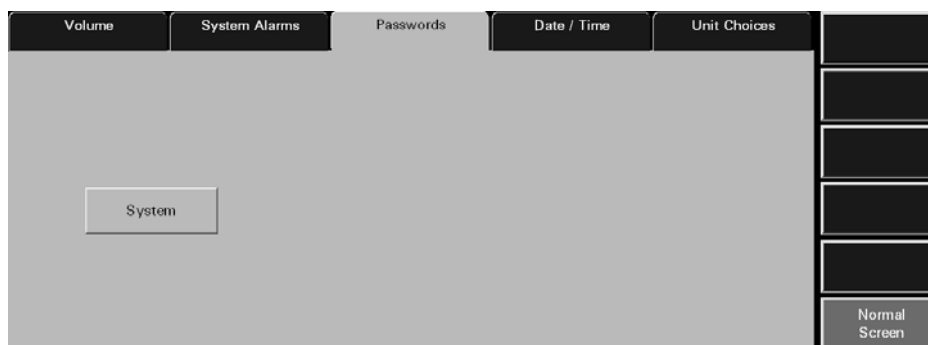 Volume
System Alarms
Passwords
Date / Time
Unit Choices
System
Normal
Screen